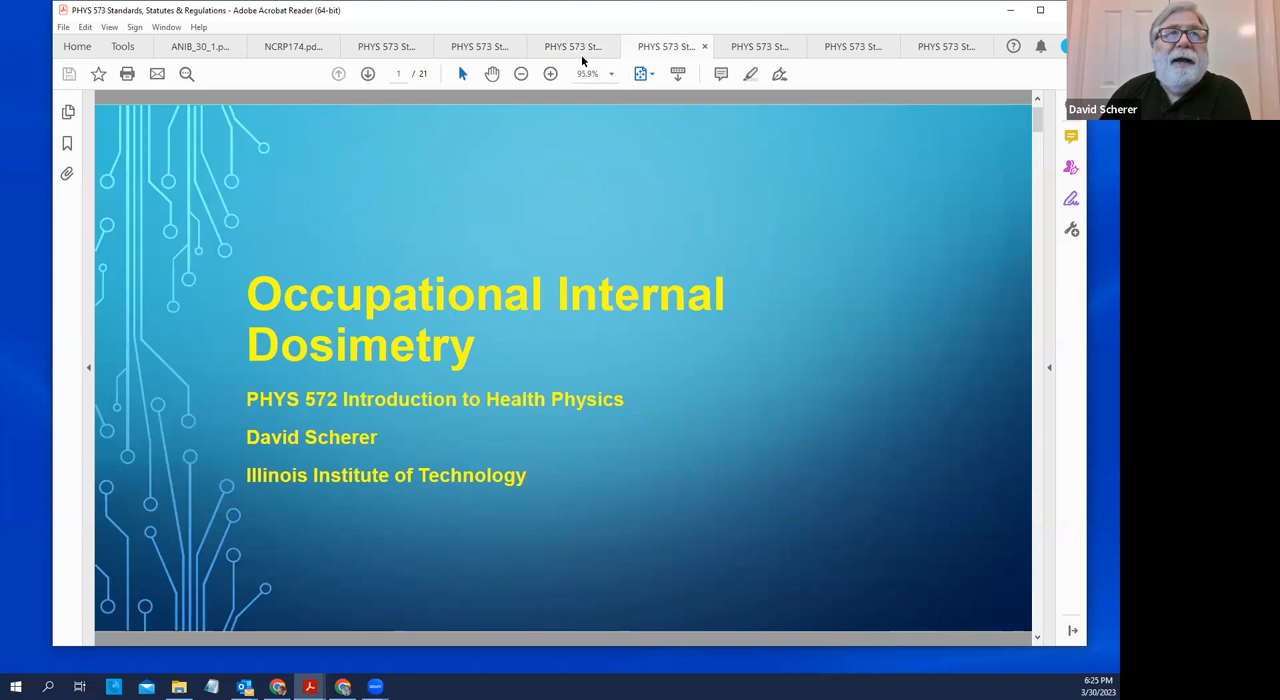 PHYS 573 Standards, Statutes & Regulations - Adobe Acrobat Reader (64-bit)
File Edit View Sign Window Help
Home Tools ANIB_30_1.p... NCRP174.pd... PHYS 573 St... PHYS 573 St... PHYS 573 St... PHYS 573 St... × PHYS 573 St... PHYS 573 St... PHYS 573 St...
1 / 21 95.9%
David Scherer
Occupational Internal
Dosimetry
PHYS 572 Introduction to Health Physics
David Scherer
Illinois Institute of Technology
zoom
6:25 PM
3/30/2023